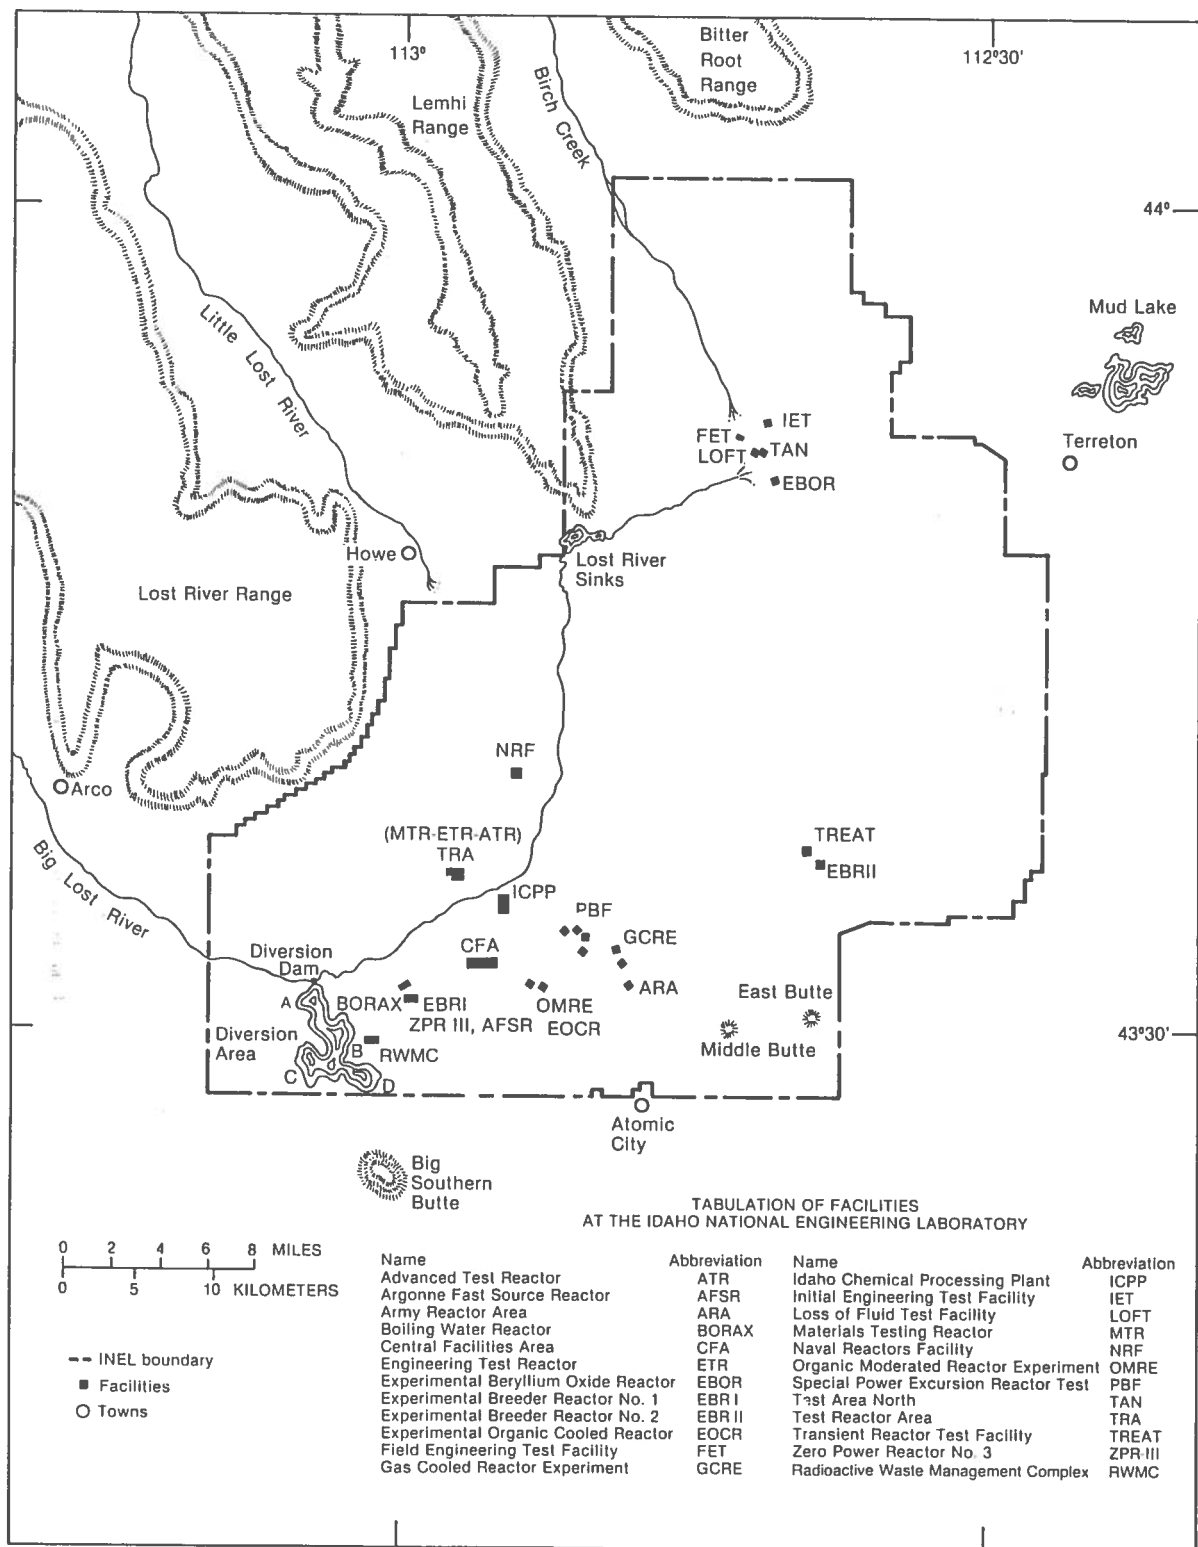 113°
112°30'
Bitter
Root
Range
Lemhi
Range
Birch Creek
44°
Mud Lake
Little Lost River
IET
FET
LOFT
TAN
Terreton
EBOR
Howe
Lost River
Sinks
Lost River Range
NRF
Arco
(MTR-ETR-ATR)
TRA
TREAT
EBRII
Big Lost River
ICPP
PBF
GCRE
CFA
Diversion
Dam
A
BORAX
EBRI
ZPR III, AFSR
OMRE
EOCR
ARA
East Butte
Middle Butte
43°30'
Diversion
Area
B
RWMC
C
D
Atomic
City
Big
Southern
Butte
TABULATION OF FACILITIES
AT THE IDAHO NATIONAL ENGINEERING LABORATORY
0 2 4 6 8 MILES
0 5 10 KILOMETERS
INEL boundary
Facilities
Towns
Name Abbreviation Name Abbreviation
Advanced Test Reactor ATR Idaho Chemical Processing Plant ICPP
Argonne Fast Source Reactor AFSR Initial Engineering Test Facility IET
Army Reactor Area ARA Loss of Fluid Test Facility LOFT
Boiling Water Reactor BORAX Materials Testing Reactor MTR
Central Facilities Area CFA Naval Reactors Facility NRF
Engineering Test Reactor ETR Organic Moderated Reactor Experiment OMRE
Experimental Beryllium Oxide Reactor EBOR Special Power Excursion Reactor Test PBF
Experimental Breeder Reactor No. 1 EBR I Test Area North TAN
Experimental Breeder Reactor No. 2 EBR II Test Reactor Area TRA
Experimental Organic Cooled Reactor EOCR Transient Reactor Test Facility TREAT
Field Engineering Test Facility FET Zero Power Reactor No. 3 ZPR-III
Gas Cooled Reactor Experiment GCRE Radioactive Waste Management Complex RWMC